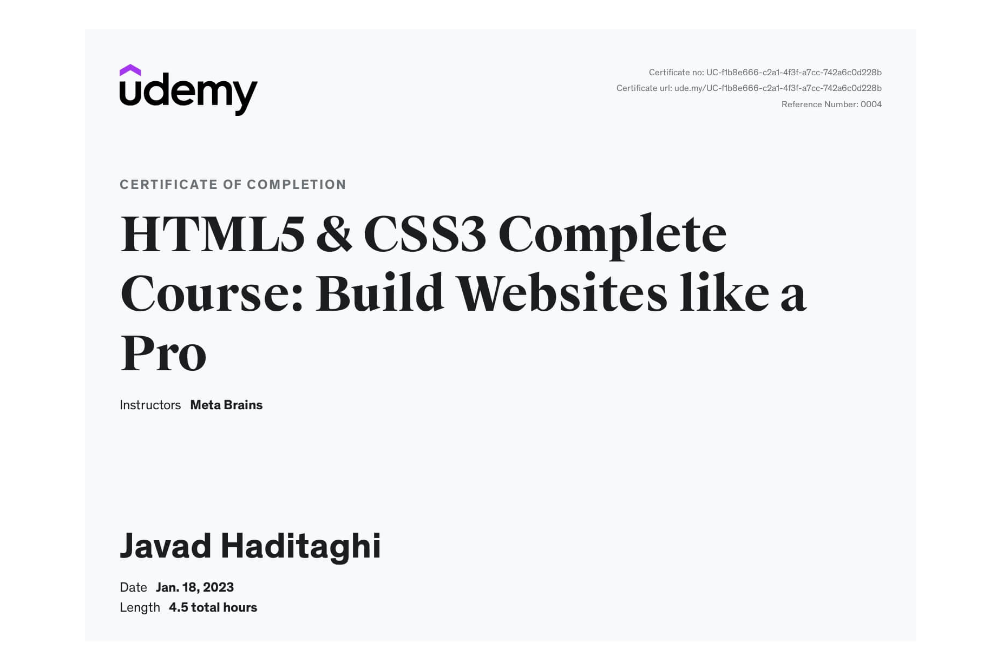 udemy
Certificate no: UC-f1b8e666-c2a1-4f3f-a7cc-742a6c0d228b
Certificate url: ude.my/UC-f1b8e666-c2a1-4f3f-a7cc-742a6c0d228b
Reference Number: 0004
CERTIFICATE OF COMPLETION
HTML5 & CSS3 Complete
Course: Build Websites like a
Pro
Instructors Meta Brains
Javad Haditaghi
Date Jan. 18, 2023
Length 4.5 total hours